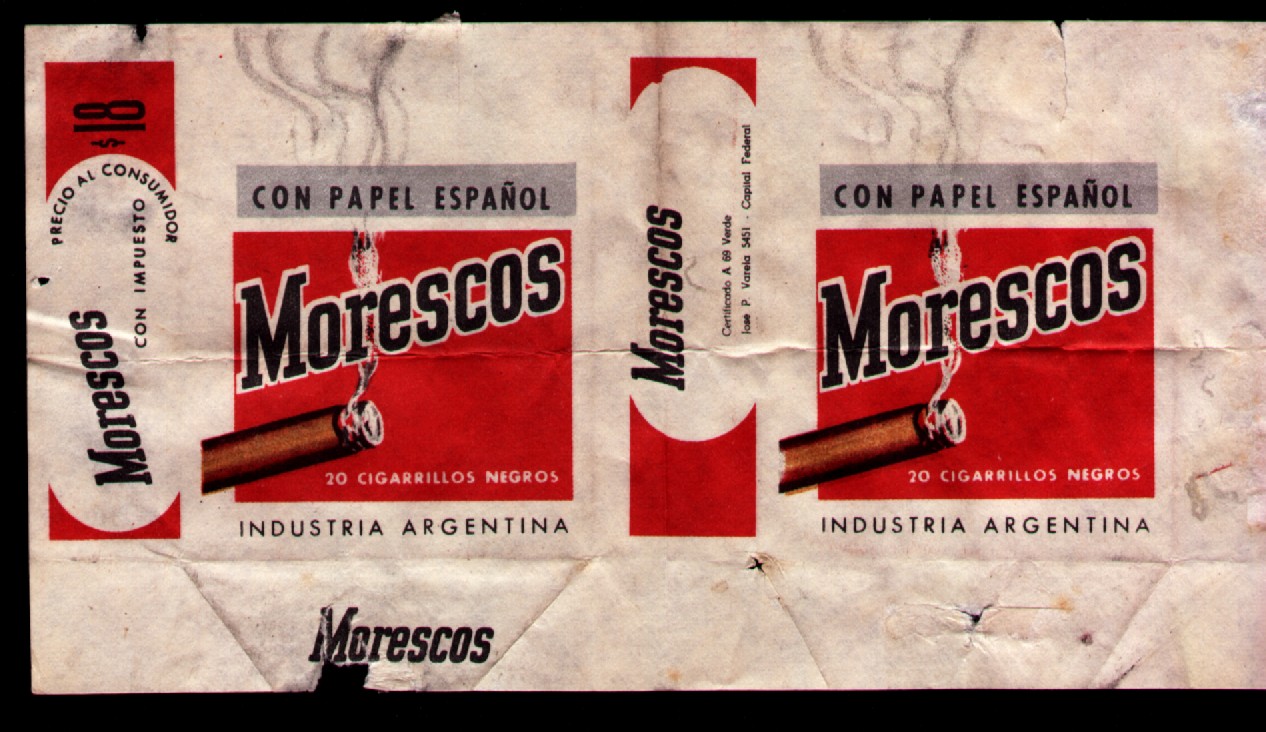 $ 18
PRECIO AL CONSUMIDOR
CON IMPUESTO
Morescos
CON PAPEL ESPAÑOL
Morescos
20 CIGARRILLOS NEGROS
INDUSTRIA ARGENTINA
Morescos
Morescos
Certificado A 69 Verde
Jose P. Varela 5451 - Capital Federal
CON PAPEL ESPAÑOL
Morescos
20 CIGARRILLOS NEGROS
INDUSTRIA ARGENTINA